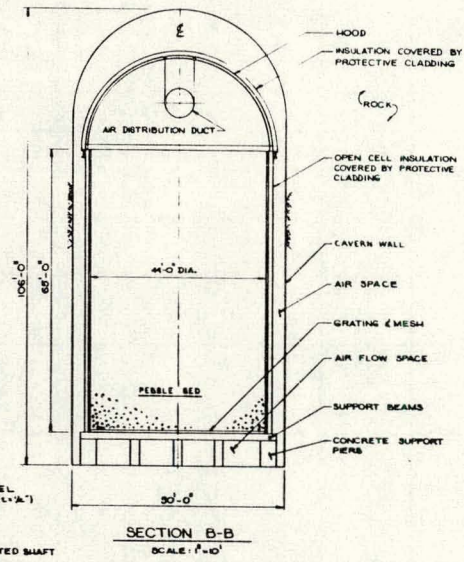 HOOD
INSULATION COVERED BY
PROTECTIVE CLADDING
ROCK
AIR DISTRIBUTION DUCT
OPEN CELL INSULATION
COVERED BY PROTECTIVE
CLADDING
106'-0"
68'-0"
44'-0" DIA.
CAVERN WALL
AIR SPACE
GRATING & MESH
AIR FLOW SPACE
PEBBLE BED
SUPPORT BEAMS
CONCRETE SUPPORT
PIERS
50'-0"
SECTION B-B
SCALE: 1"=10'
TED SHAFT